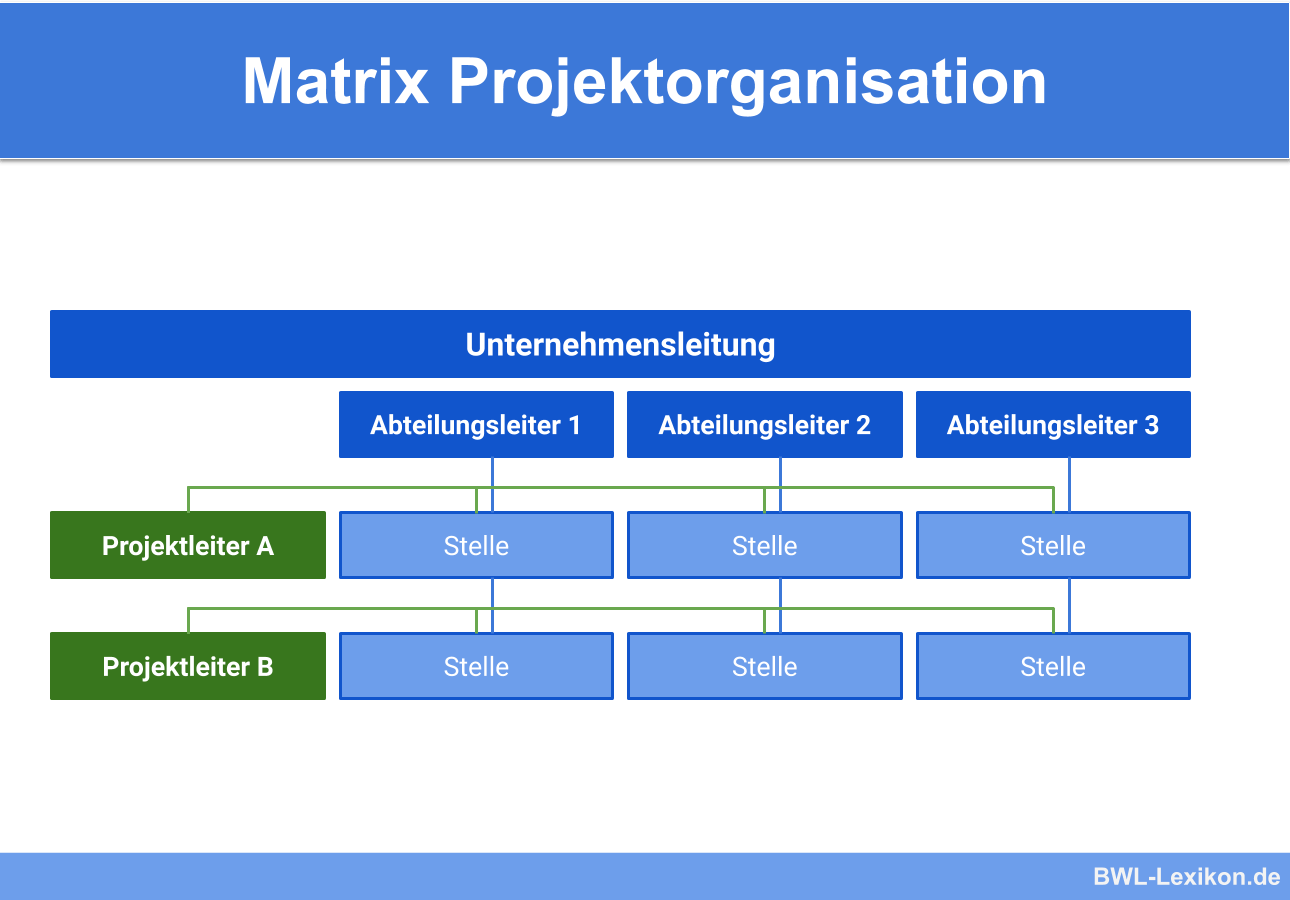 Matrix Projektorganisation
Unternehmensleitung
Abteilungsleiter 1 Abteilungsleiter 2 Abteilungsleiter 3
Projektleiter A Stelle Stelle Stelle
Projektleiter B Stelle Stelle Stelle
BWL-Lexikon.de